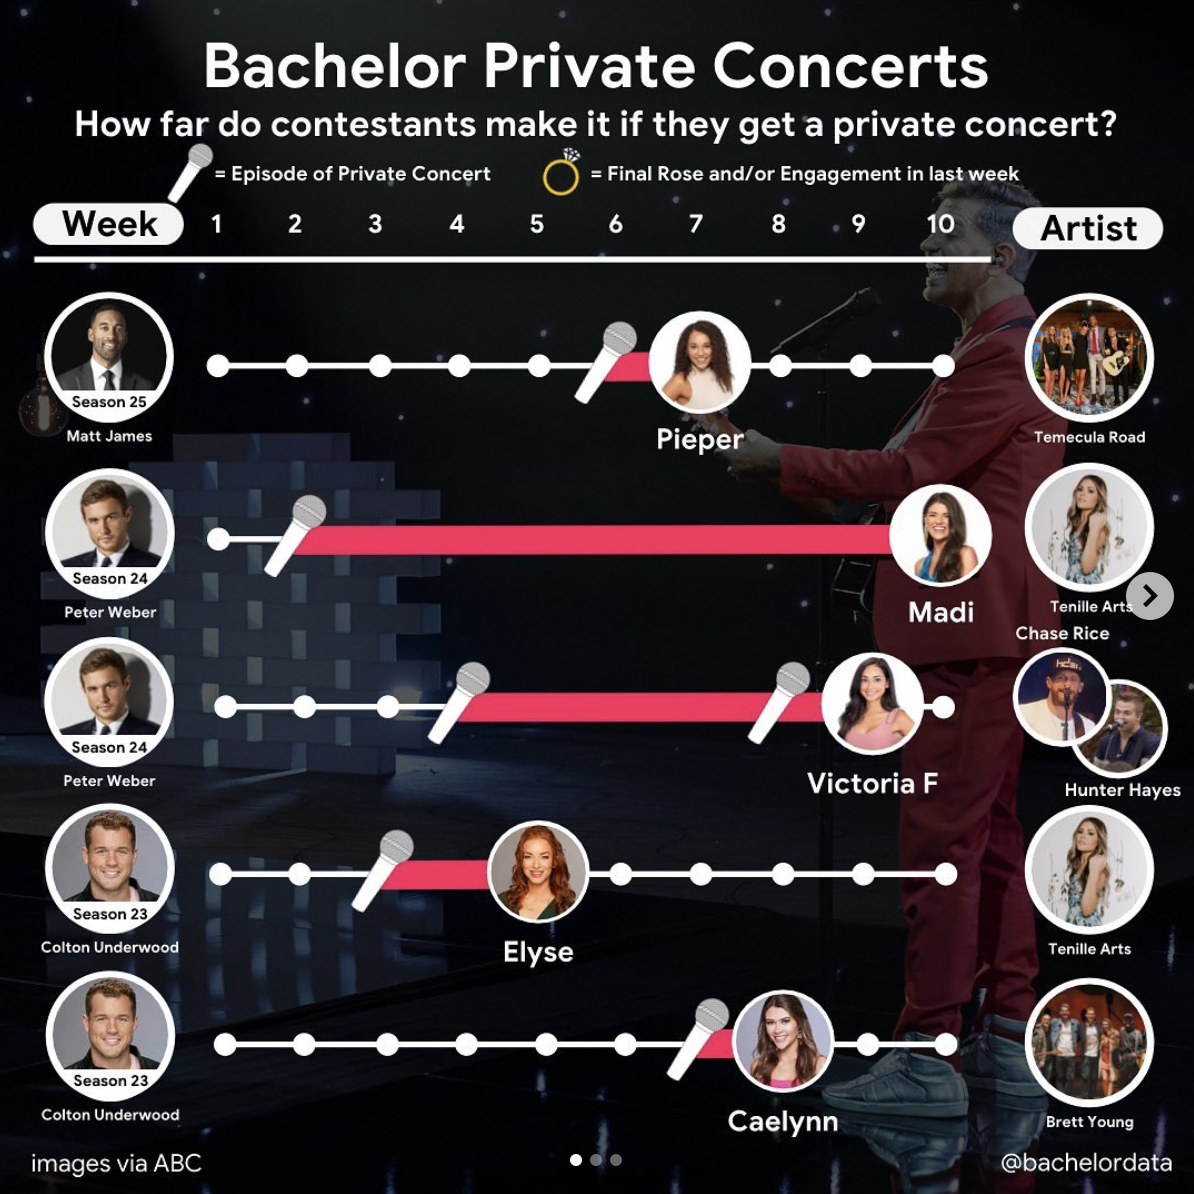 Bachelor Private Concerts
How far do contestants make it if they get a private concert?
= Episode of Private Concert
= Final Rose and/or Engagement in last week
Week 1 2 3 4 5 6 7 8 9 10 Artist
Season 25
Matt James
Pieper
Temecula Road
Season 24
Peter Weber
Madi
Tenille Arts
Chase Rice
Season 24
Peter Weber
Victoria F
Hunter Hayes
Season 23
Colton Underwood
Elyse
Tenille Arts
Season 23
Colton Underwood
Caelynn
Brett Young
images via ABC
@bachelordata